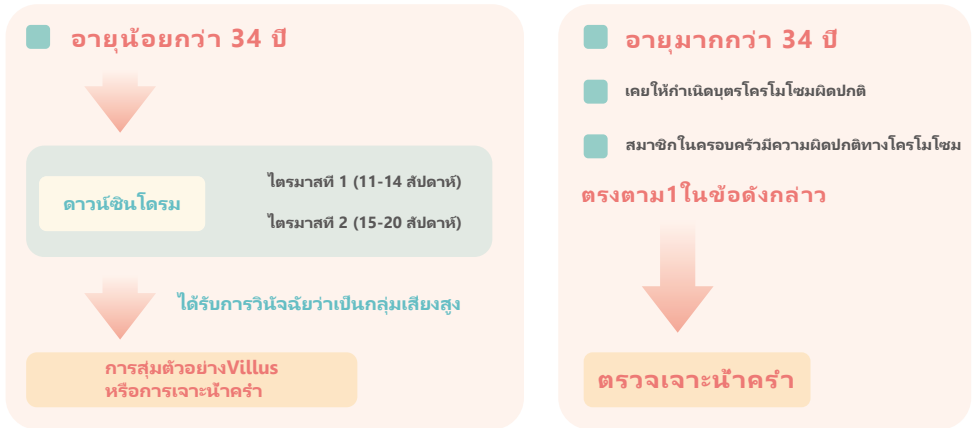 อายุน้อยกว่า 34 ปี
ดาวน์ซินโดรม
ไตรมาสที่ 1 (11-14 สัปดาห์)
ไตรมาสที่ 2 (15-20 สัปดาห์)
ได้รับการวินัจฉัยว่าเป็นกลุ่มเสี่ยงสูง
การสุ่มตัวอย่างVillus
หรือการเจาะน้ำคร่ำ
อายุมากกว่า 34 ปี
เคยให้กำเนิดบุตรโครโมโซมผิดปกติ
สมาชิกในครอบครัวมีความผิดปกติทางโครโมโซม
ตรงตาม1ในข้อดังกล่าว
ตรวจเจาะน้ำคร่ำ